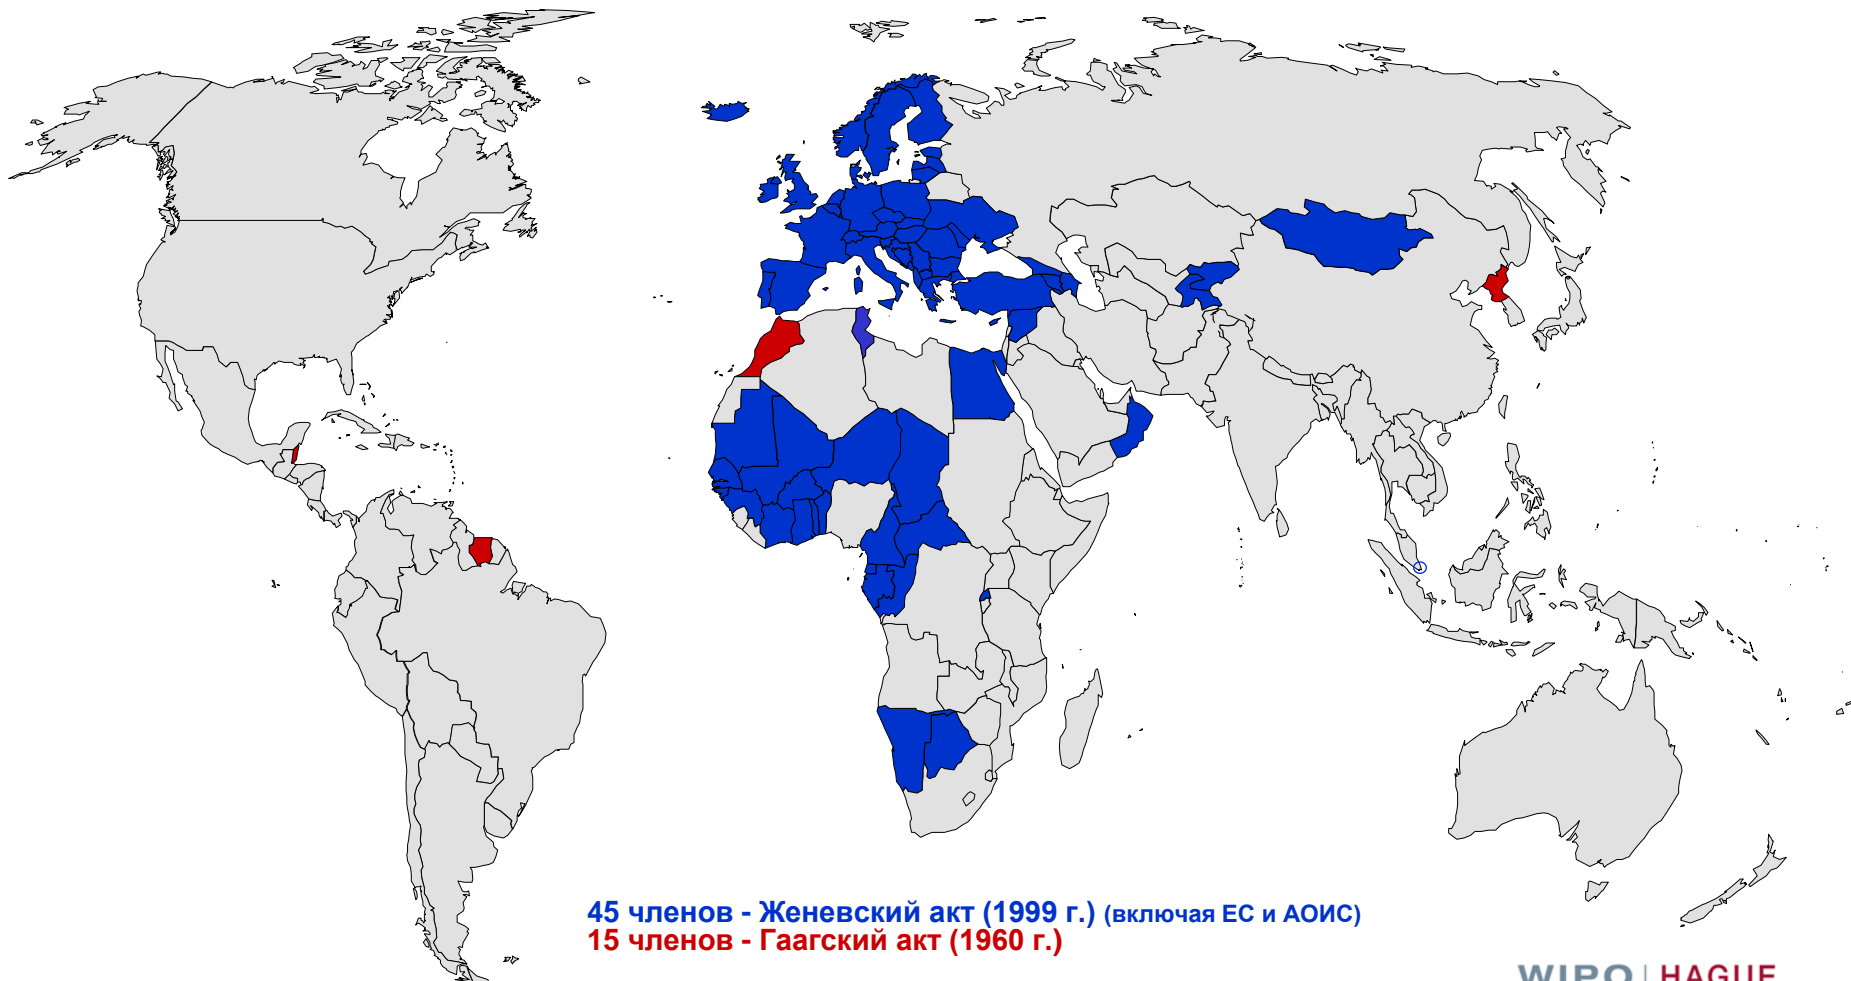 45 членов - Женевский акт (1999 г.) (включая ЕС и АОИС)
15 членов - Гаагский акт (1960 г.)
WIPO | HAGUE